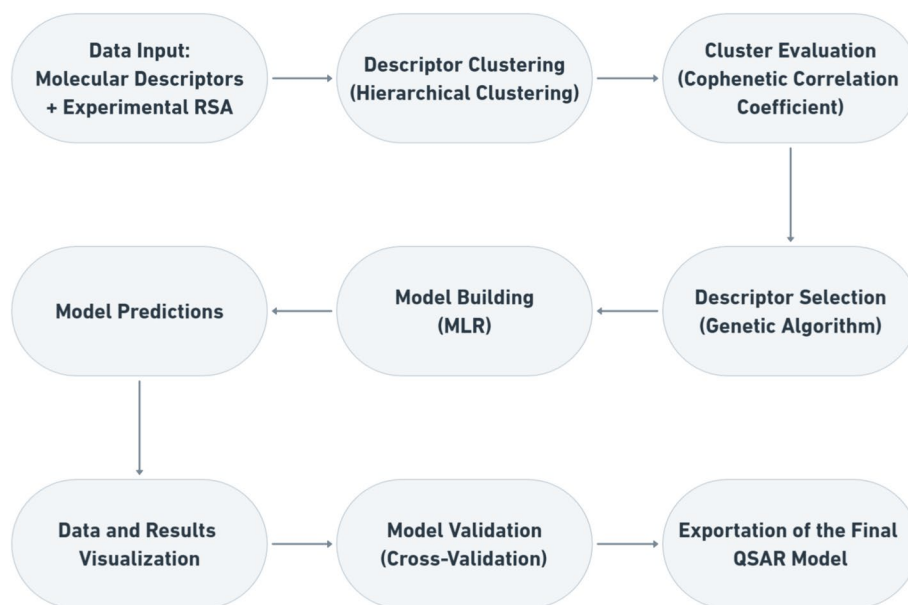 Data Input:
Molecular Descriptors
+ Experimental RSA
Descriptor Clustering
(Hierarchical Clustering)
Cluster Evaluation
(Cophenetic Correlation
Coefficient)
Descriptor Selection
(Genetic Algorithm)
Model Building
(MLR)
Model Predictions
Data and Results
Visualization
Model Validation
(Cross-Validation)
Exportation of the Final
QSAR Model